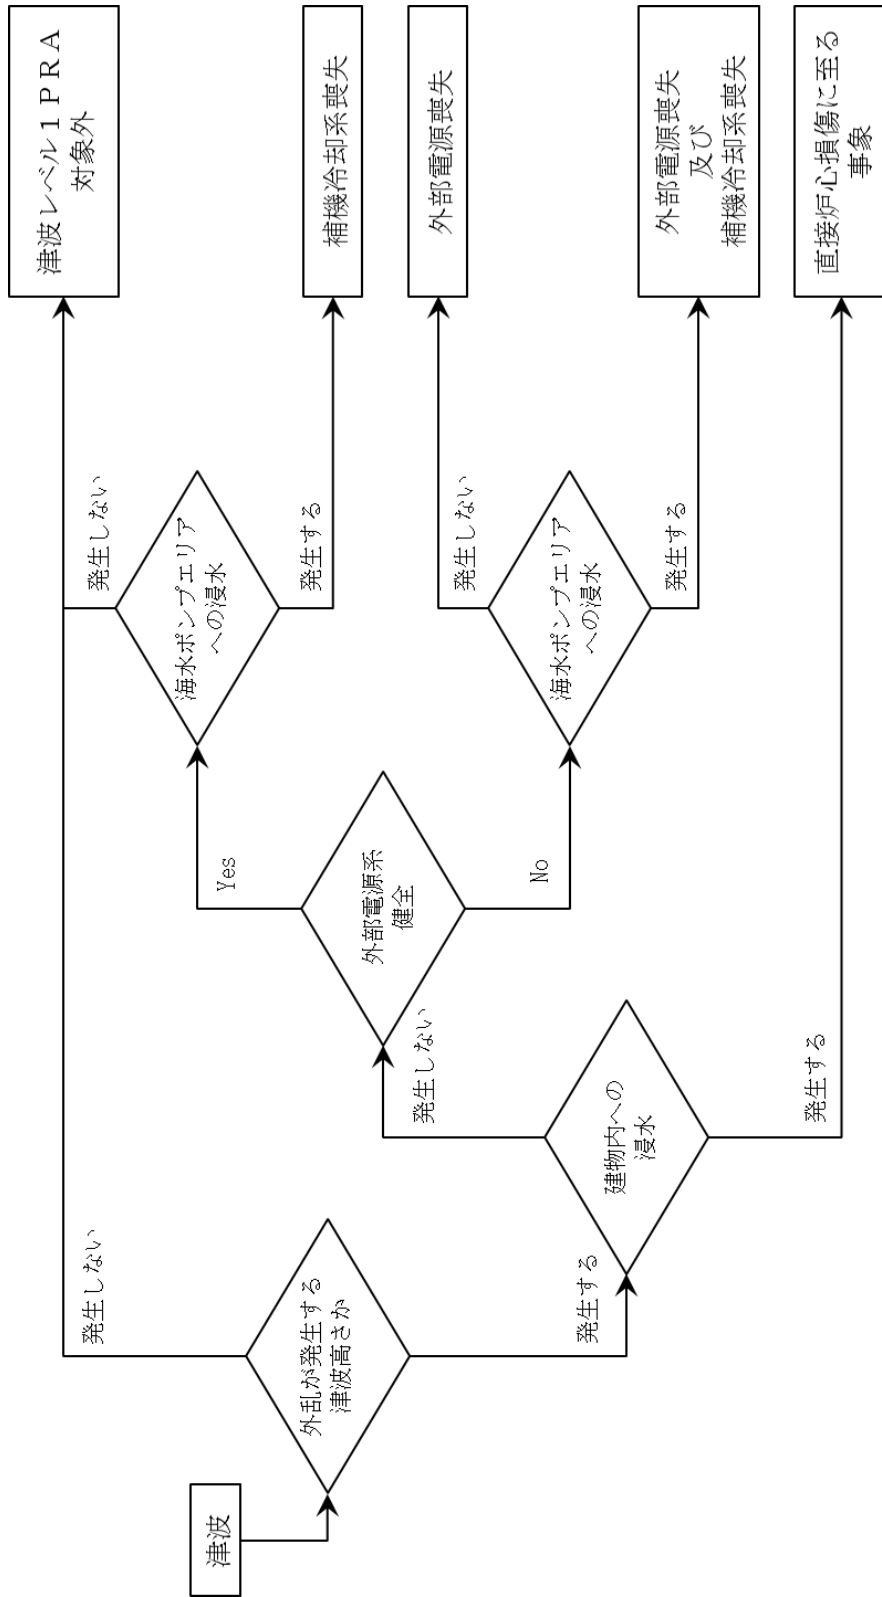 津波
外乱が発生する
津波高さか
発生しない
発生する
建物内への
浸水
発生しない
発生する
外部電源系
健全
Yes
No
海水ポンプエリア
への浸水
発生しない
発生する
海水ポンプエリア
への浸水
発生しない
発生する
津波レベル1PRA
対象外
補機冷却系喪失
外部電源喪失
外部電源喪失
及び
補機冷却系喪失
直接炉心損傷に至る
事象